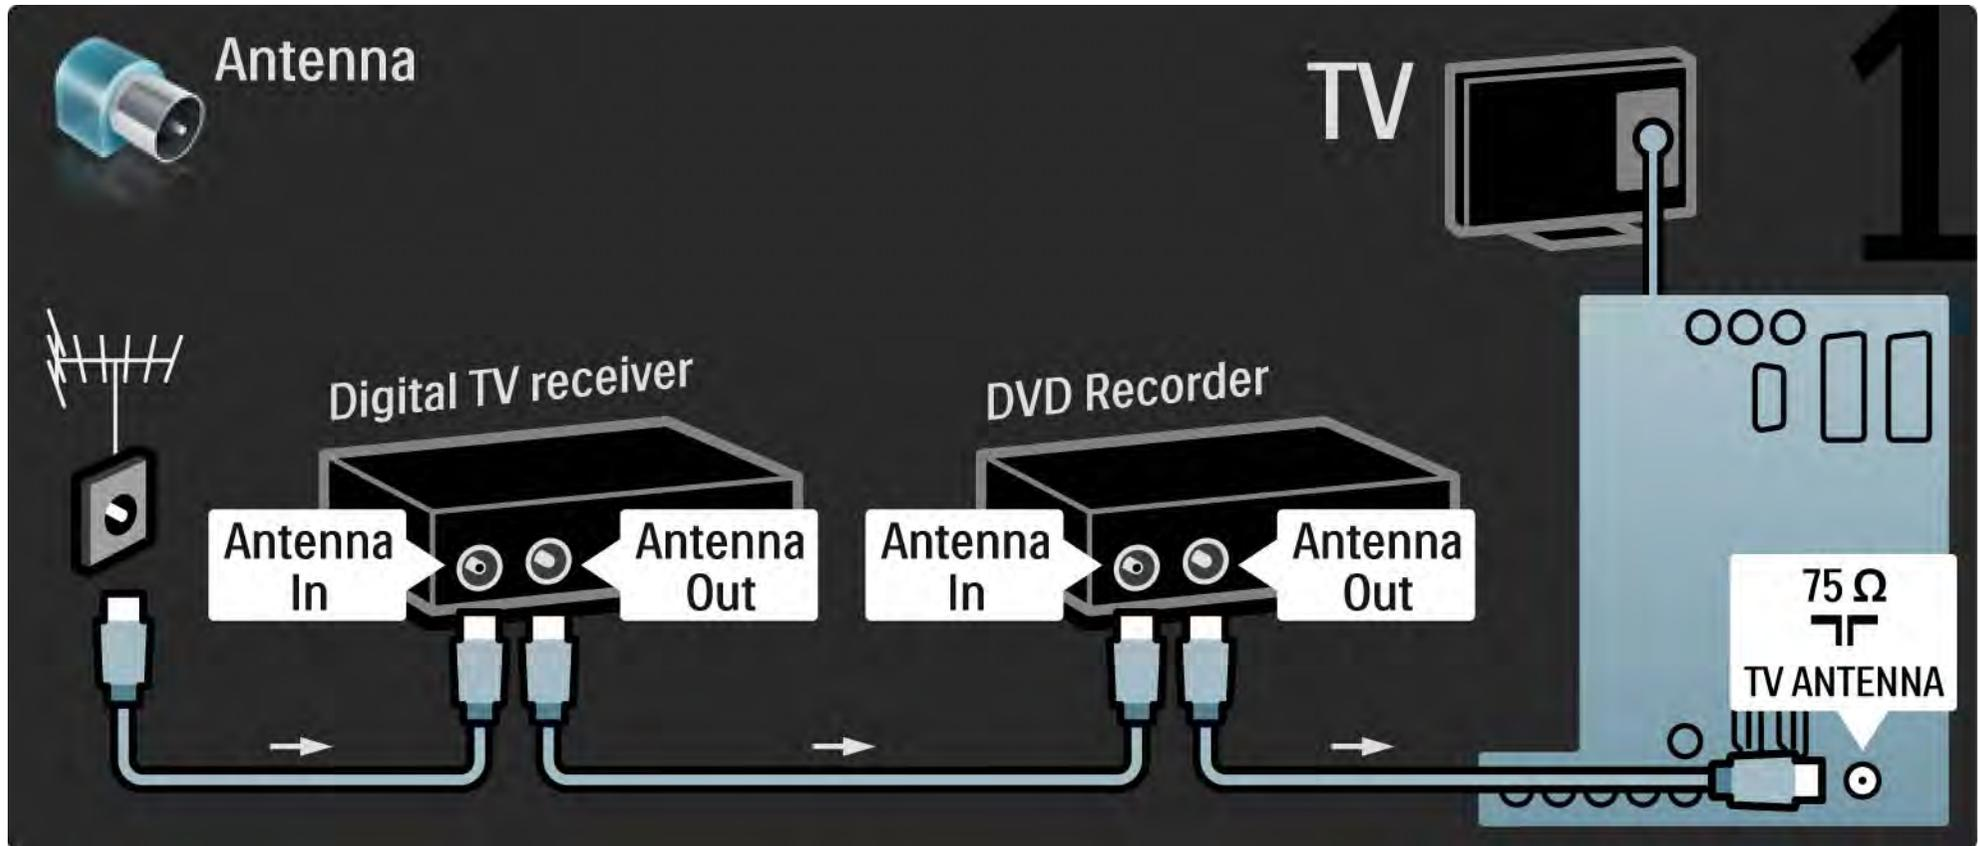 Antenna
TV
1
Digital TV receiver
DVD Recorder
Antenna
In
Antenna
Out
Antenna
In
Antenna
Out
75 Ω
TV ANTENNA